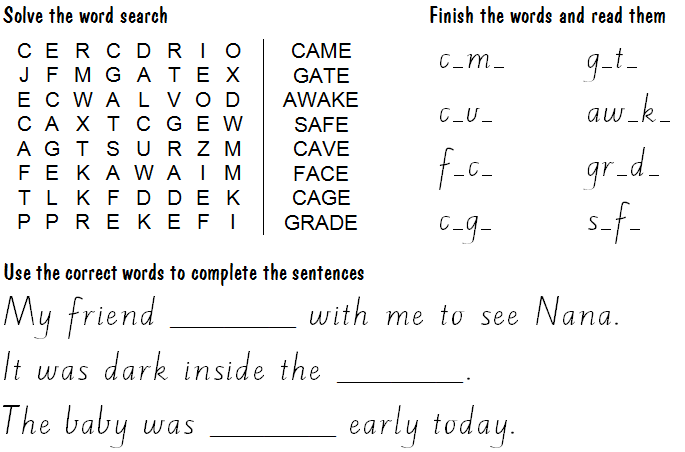 Solve the word search
C E R C D R I O
J F M G A T E X
E C W A L V O D
C A X T C G E W
A G T S U R Z M
F E K A W A I M
T L K F D D E K
P P R E K E F I
CAME
GATE
AWAKE
SAFE
CAVE
FACE
CAGE
GRADE
Finish the words and read them
c_m_ g_t_
c_v_ aw_k_
f_c_ gr_d_
c_g_ s_f_
Use the correct words to complete the sentences
My friend ________ with me to see Nana.
It was dark inside the ________.
The baby was ________ early today.